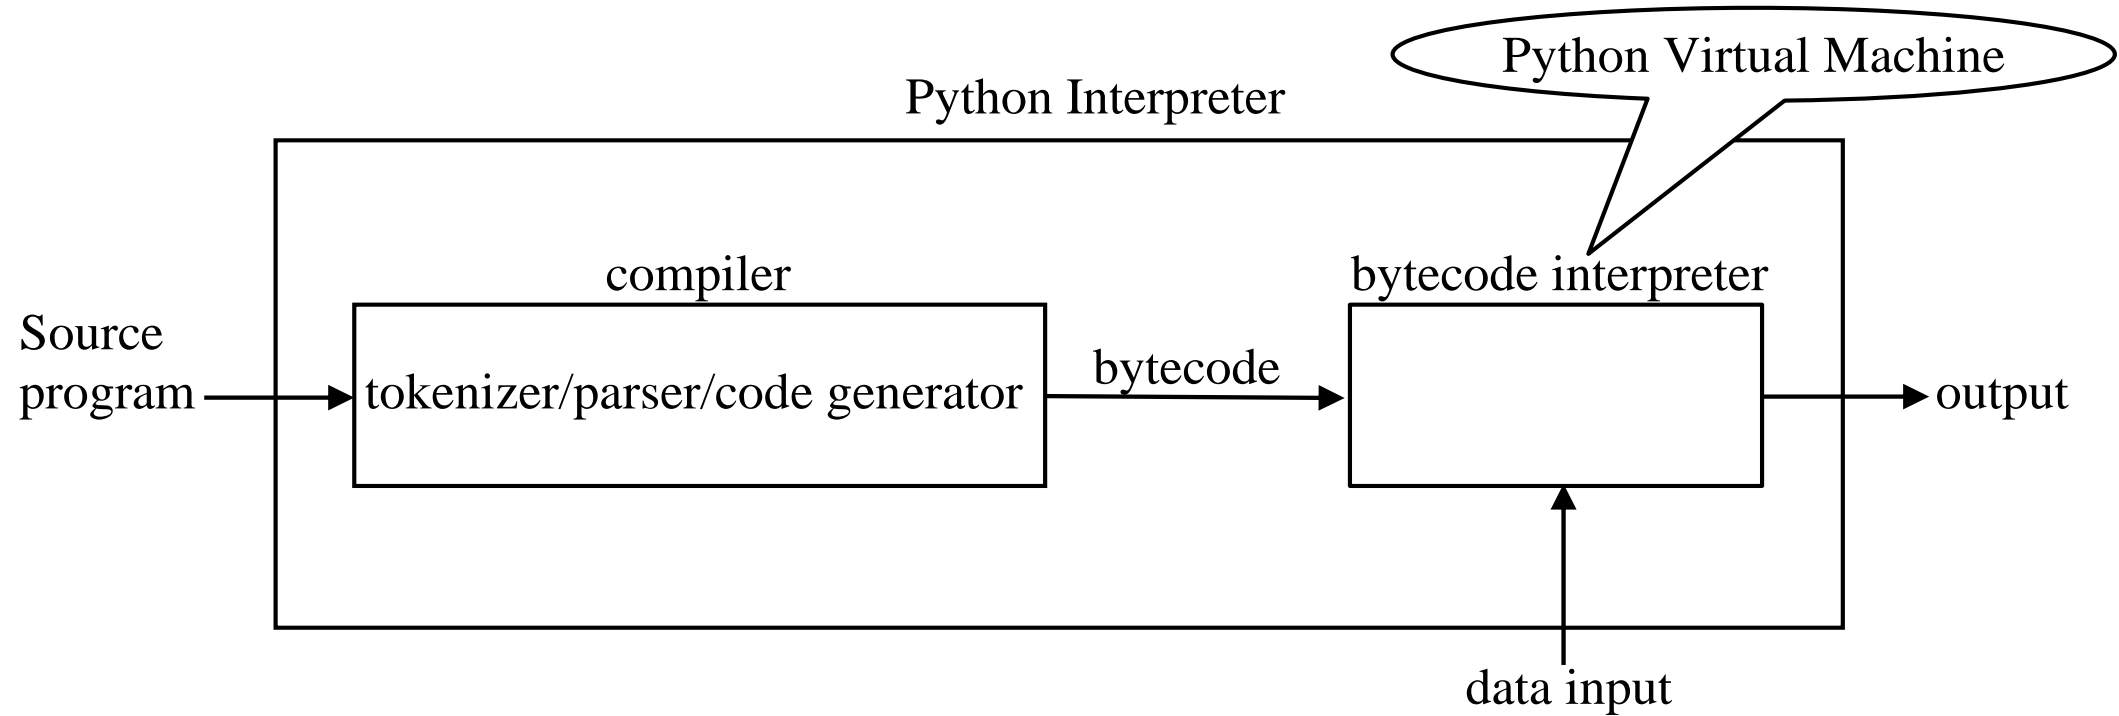 Python Virtual Machine
Python Interpreter
compiler
bytecode interpreter
Source
program
tokenizer/parser/code generator
bytecode
output
data input